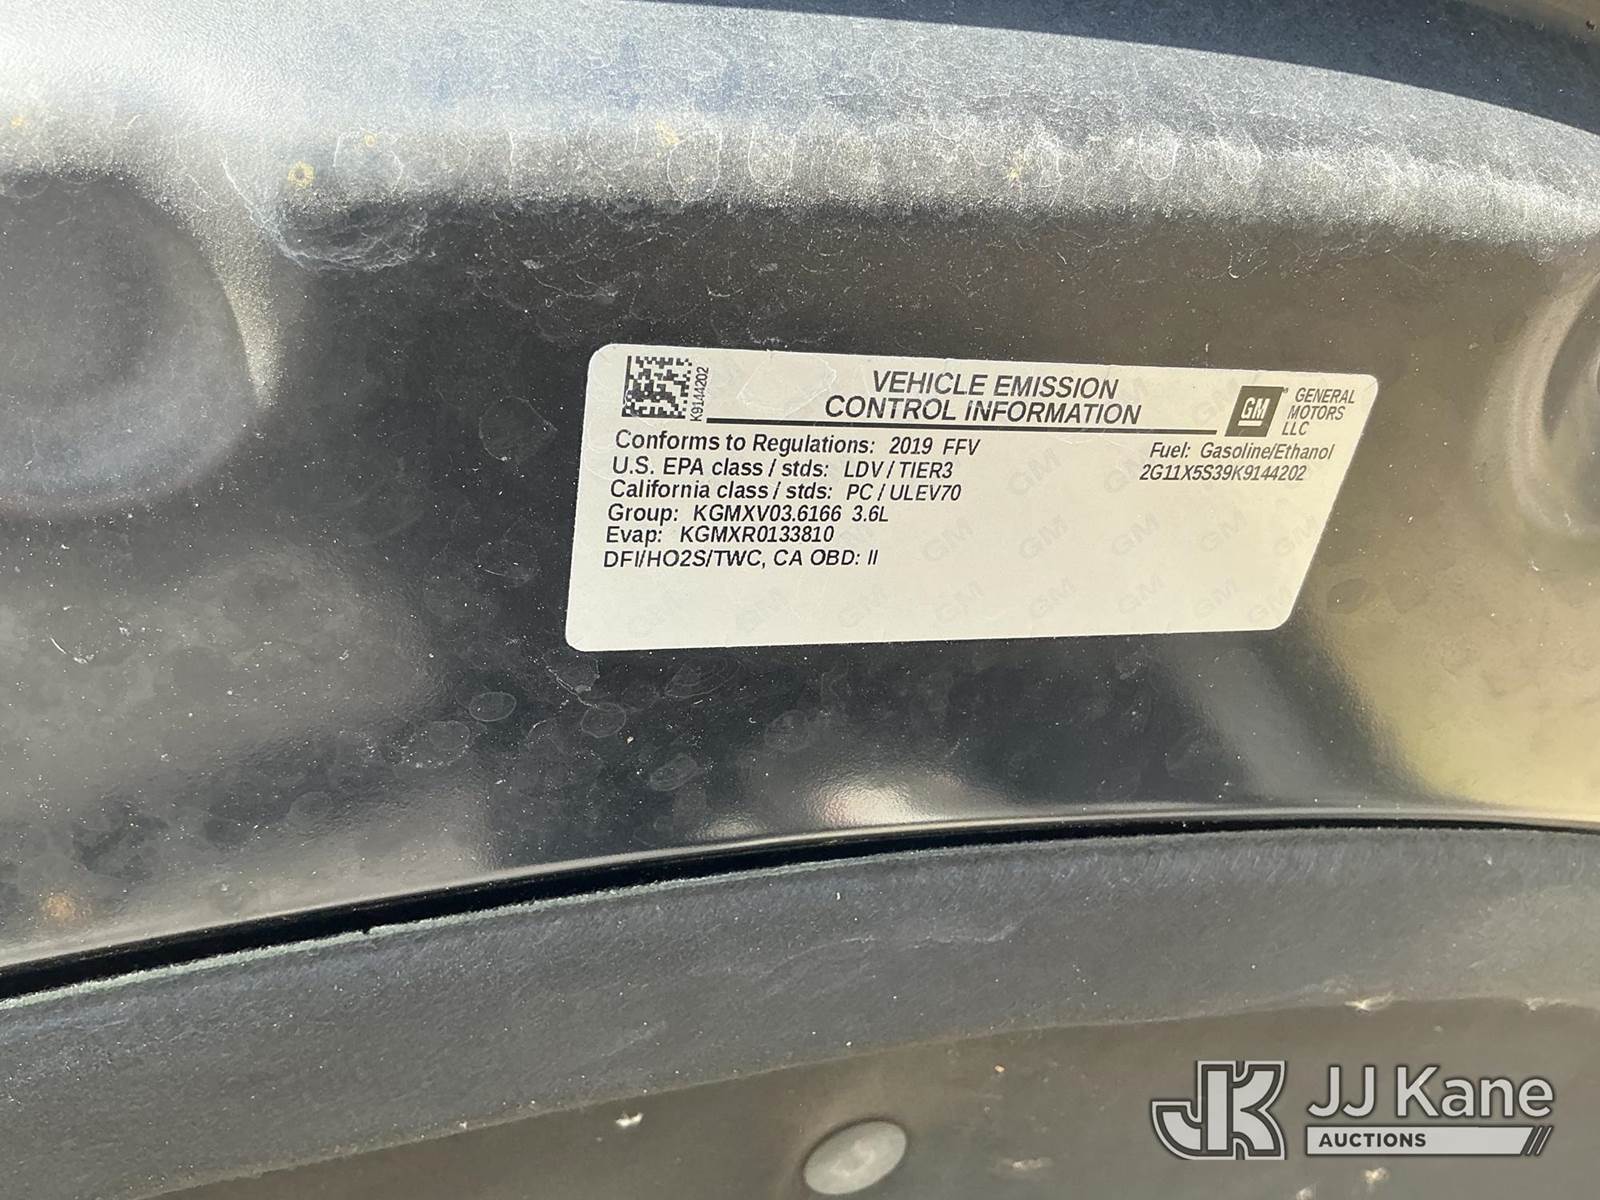 K9144202
VEHICLE EMISSION
CONTROL INFORMATION
GM
GENERAL
MOTORS
LLC
Conforms to Regulations: 2019 FFV
Fuel: Gasoline/Ethanol
U.S. EPA class / stds: LDV / TIER3
2G11X5S39K9144202
California class / stds: PC / ULEV70
Group: KGMXV03.6166 3.6L
Evap: KGMXR0133810
DFI/HO2S/TWC, CA OBD: II
JK
JJ Kane
AUCTIONS